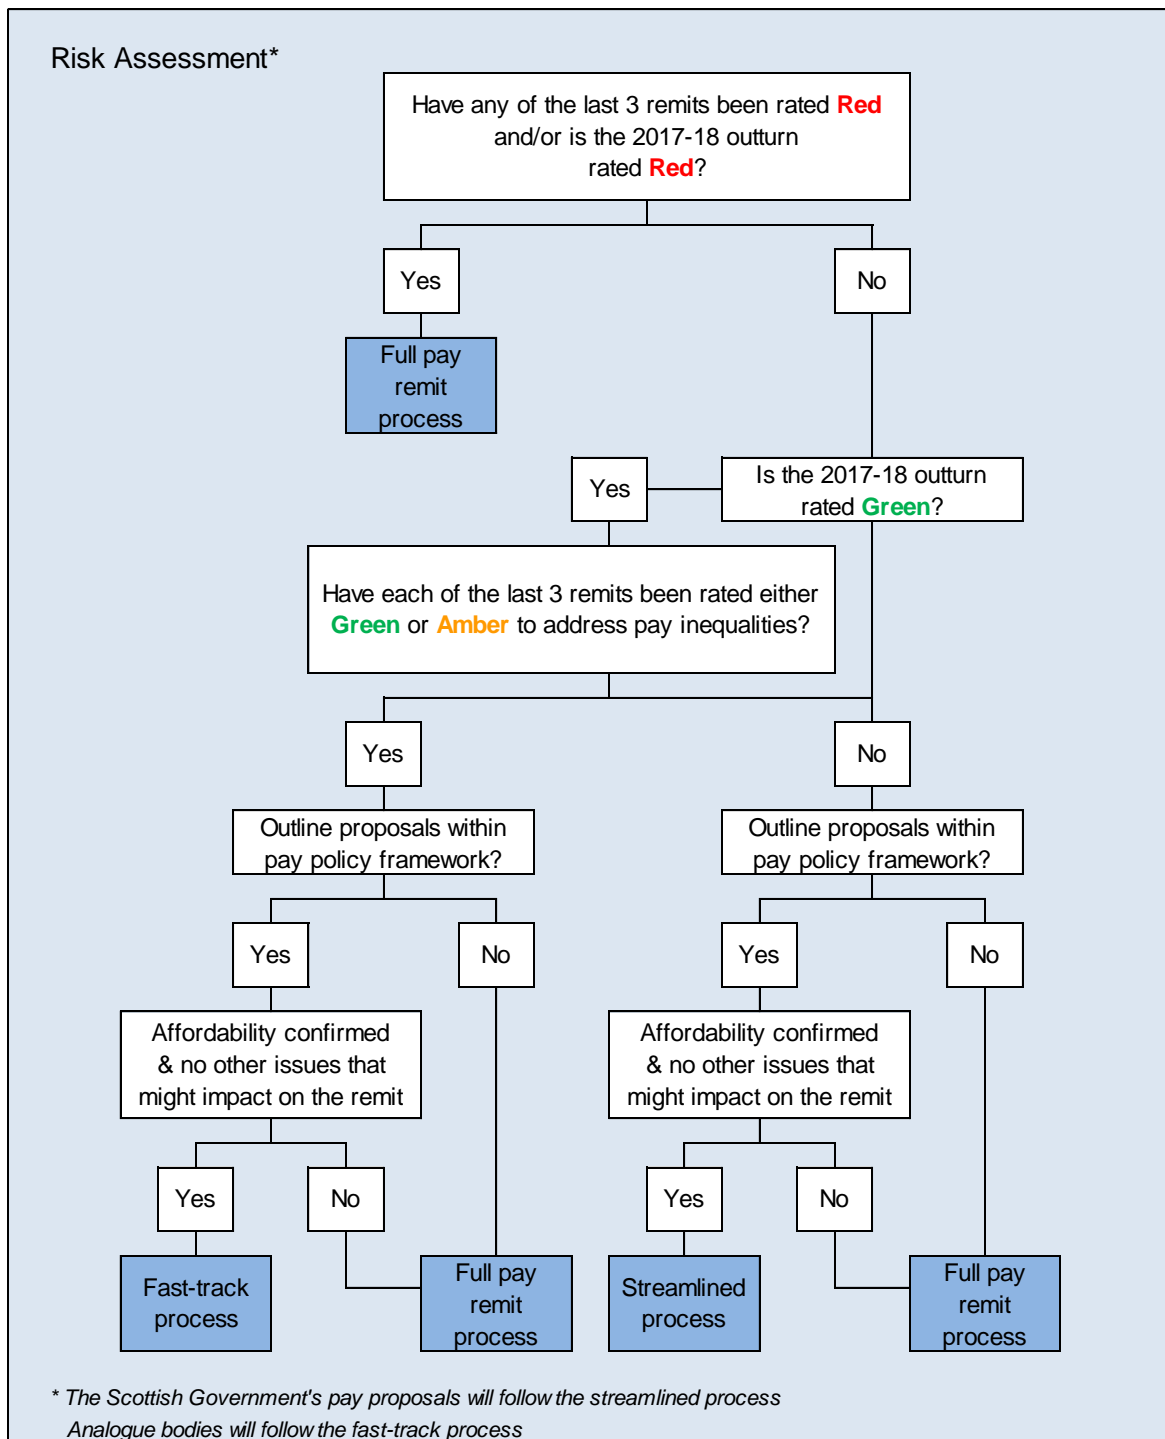 Risk Assessment*
Have any of the last 3 remits been rated Red
and/or is the 2017-18 outturn
rated Red?
Yes
No
Full pay
remit
process
Yes
Is the 2017-18 outturn
rated Green?
Have each of the last 3 remits been rated either
Green or Amber to address pay inequalities?
Yes
No
Outline proposals within
pay policy framework?
Outline proposals within
pay policy framework?
Yes
No
Yes
No
Affordability confirmed
& no other issues that
might impact on the remit
Affordability confirmed
& no other issues that
might impact on the remit
Yes
No
Yes
No
Fast-track
process
Full pay
remit
process
Streamlined
process
Full pay
remit
process
* The Scottish Government's pay proposals will follow the streamlined process
Analogue bodies will follow the fast-track process